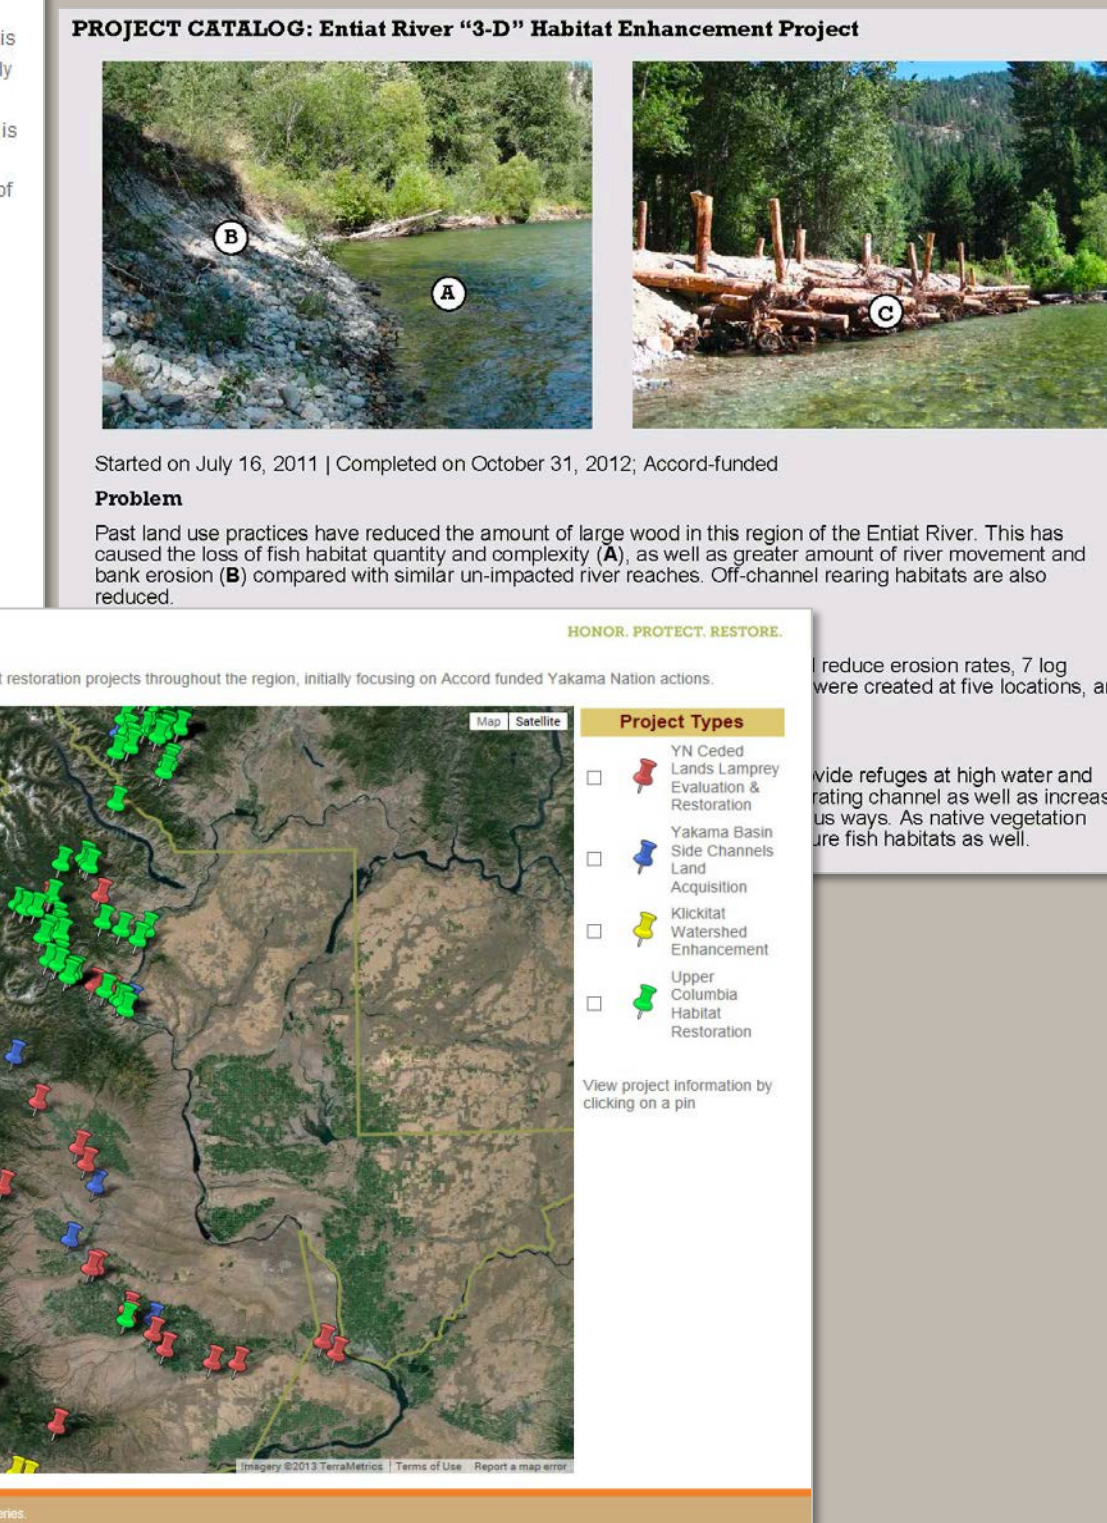 is
ly
is
of
PROJECT CATALOG: Entiat River “3-D” Habitat Enhancement Project
B
A
C
Started on July 16, 2011 | Completed on October 31, 2012; Accord-funded
Problem
Past land use practices have reduced the amount of large wood in this region of the Entiat River. This has
caused the loss of fish habitat quantity and complexity (A), as well as greater amount of river movement and
bank erosion (B) compared with similar un-impacted river reaches. Off-channel rearing habitats are also
reduced.
reduce erosion rates, 7 log
were created at five locations, an
vide refuges at high water and
rating channel as well as increas
us ways. As native vegetation
ure fish habitats as well.
HONOR. PROTECT. RESTORE.
t restoration projects throughout the region, initially focusing on Accord funded Yakama Nation actions.
Map
Satellite
Project Types
YN Ceded
Lands Lamprey
Evaluation &
Restoration
Yakama Basin
Side Channels
Land
Acquisition
Klickitat
Watershed
Enhancement
Upper
Columbia
Habitat
Restoration
View project information by
clicking on a pin
Imagery ©2013 TerraMetrics
Terms of Use
Report a map error
eries.